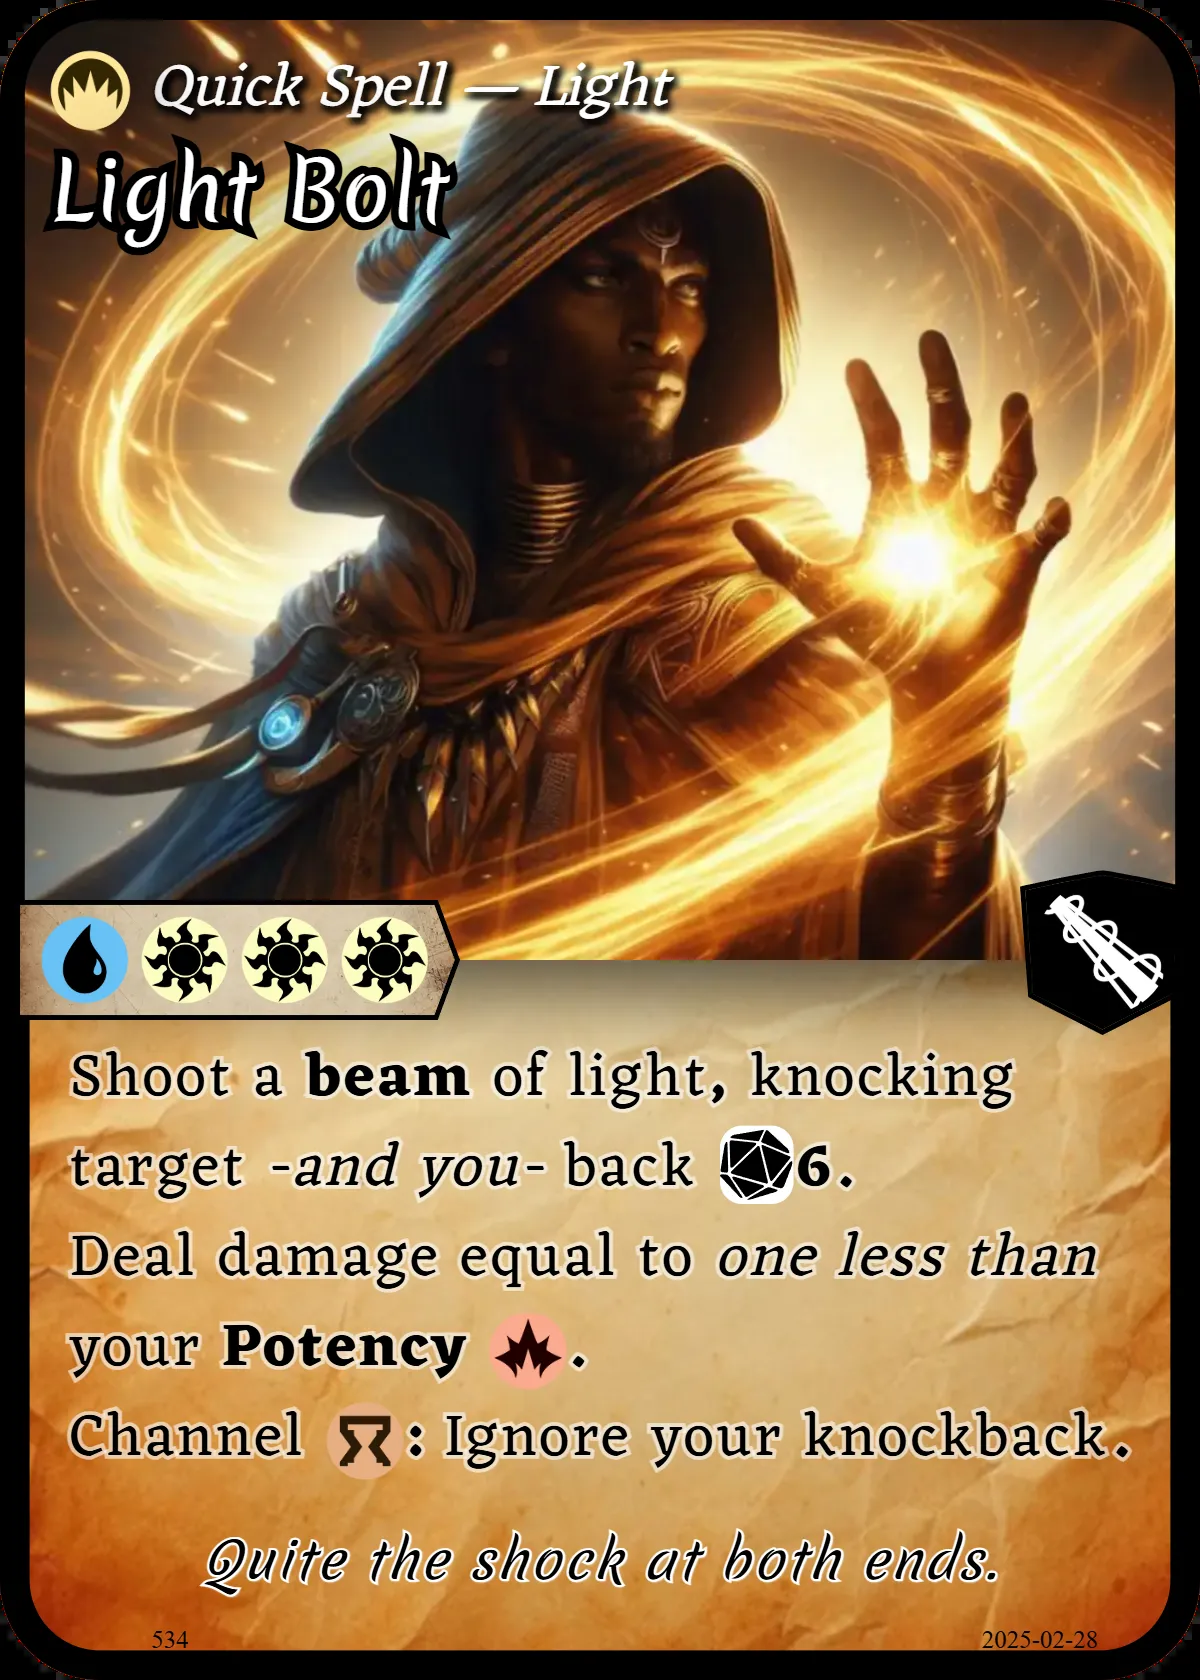 Quick Spell — Light
Light Bolt
Shoot a beam of light, knocking
target -and you- back 6.
Deal damage equal to one less than
your Potency .
Channel : Ignore your knockback.
Quite the shock at both ends.
534
2025-02-28